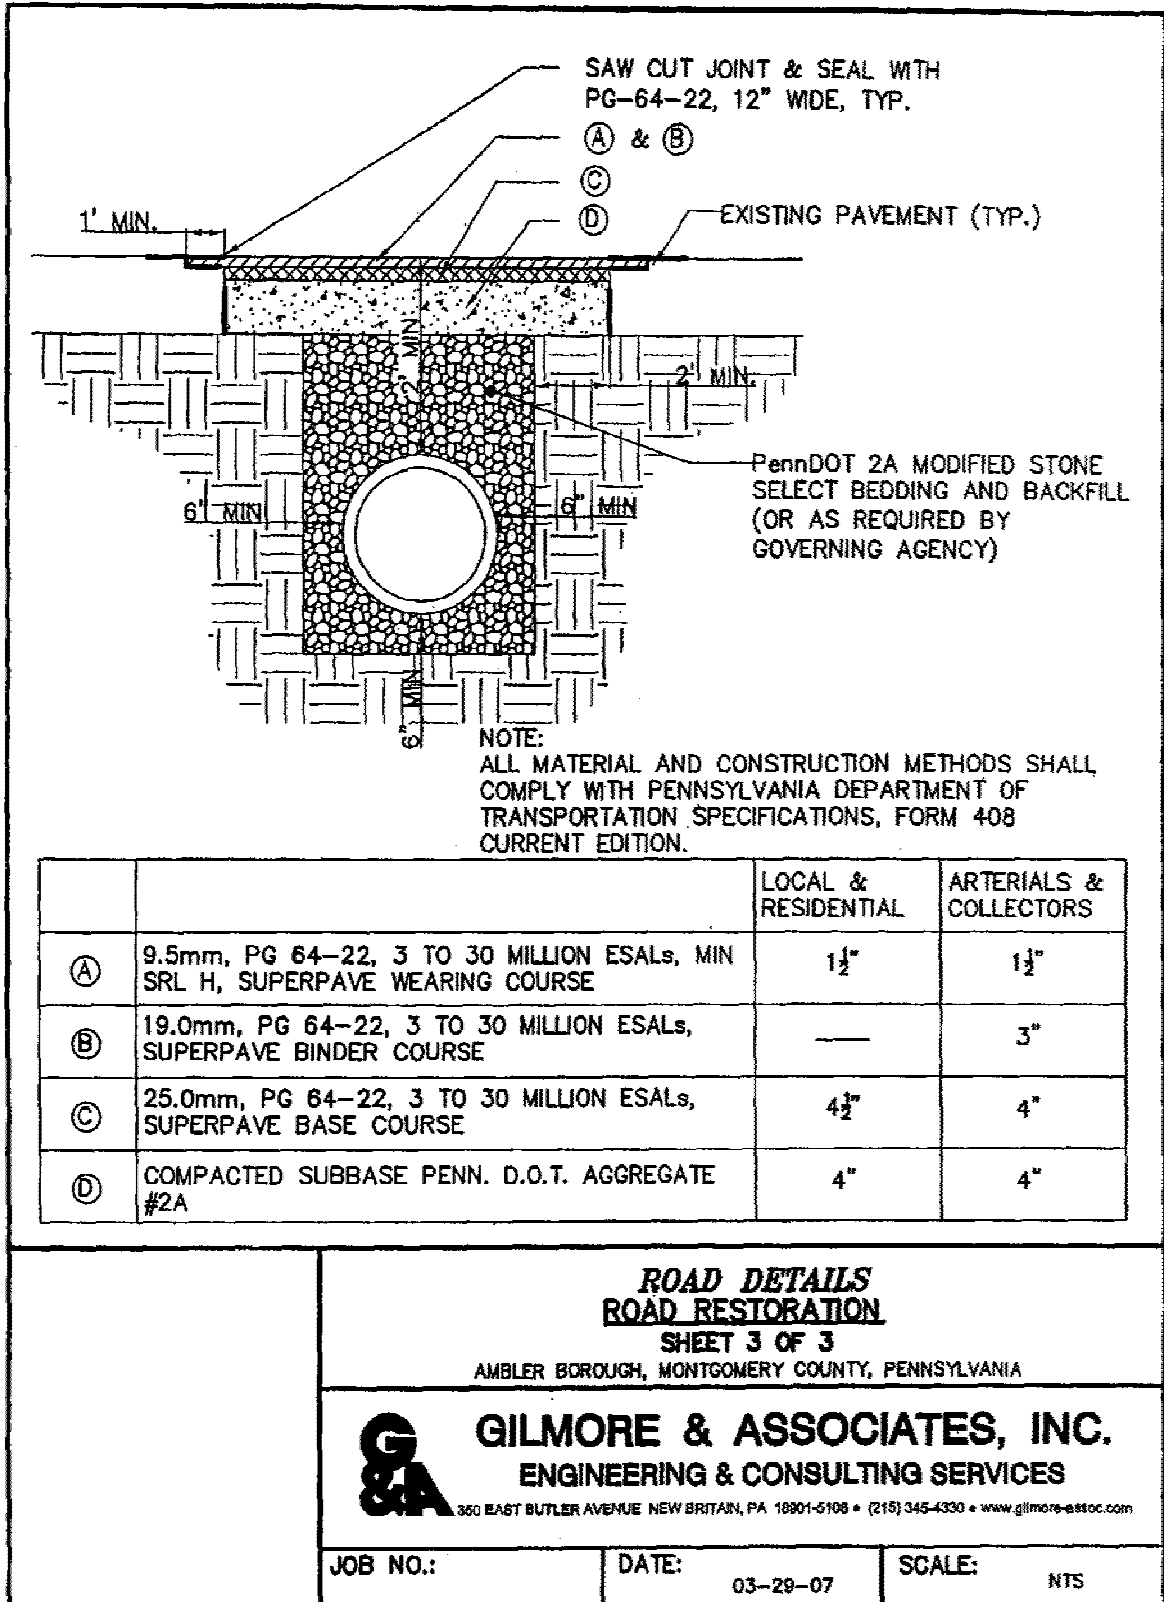 SAW CUT JOINT & SEAL WITH
PG-64-22, 12" WIDE, TYP.
A & B
C
D
EXISTING PAVEMENT (TYP.)
1' MIN.
2' MIN
2' MIN.
PennDOT 2A MODIFIED STONE
SELECT BEDDING AND BACKFILL
(OR AS REQUIRED BY
GOVERNING AGENCY)
6" MIN
6" MIN
6" MIN
NOTE:
ALL MATERIAL AND CONSTRUCTION METHODS SHALL
COMPLY WITH PENNSYLVANIA DEPARTMENT OF
TRANSPORTATION SPECIFICATIONS, FORM 408
CURRENT EDITION.
LOCAL &
RESIDENTIAL
ARTERIALS &
COLLECTORS
A
9.5mm, PG 64-22, 3 TO 30 MILLION ESALs, MIN
SRL H, SUPERPAVE WEARING COURSE
1½"
1½"
B
19.0mm, PG 64-22, 3 TO 30 MILLION ESALs,
SUPERPAVE BINDER COURSE
3"
C
25.0mm, PG 64-22, 3 TO 30 MILLION ESALs,
SUPERPAVE BASE COURSE
4½"
4"
D
COMPACTED SUBBASE PENN. D.O.T. AGGREGATE
#2A
4"
4"
ROAD DETAILS
ROAD RESTORATION
SHEET 3 OF 3
AMBLER BOROUGH, MONTGOMERY COUNTY, PENNSYLVANIA
G
&A
GILMORE & ASSOCIATES, INC.
ENGINEERING & CONSULTING SERVICES
350 EAST BUTLER AVENUE NEW BRITAIN, PA 18901-5106 • (215) 345-4330 • www.gilmore-assoc.com
JOB NO.:
DATE:
03-29-07
SCALE:
NTS